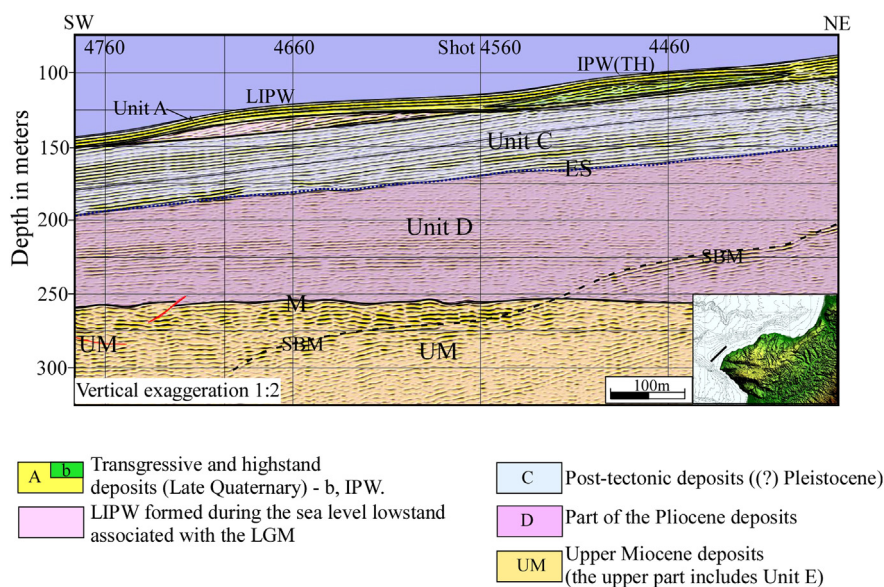 SW
NE
4760
4660
Shot 4560
4460
100
150
200
250
300
Depth in meters
Unit A
LIPW
IPW(TH)
Unit C
ES
Unit D
SBM
M
UM
SBM
UM
Vertical exaggeration 1:2
100m
A
b
Transgressive and highstand
deposits (Late Quaternary) - b, IPW.
LIPW formed during the sea level lowstand
associated with the LGM
C
Post-tectonic deposits ((?) Pleistocene)
D
Part of the Pliocene deposits
UM
Upper Miocene deposits
(the upper part includes Unit E)